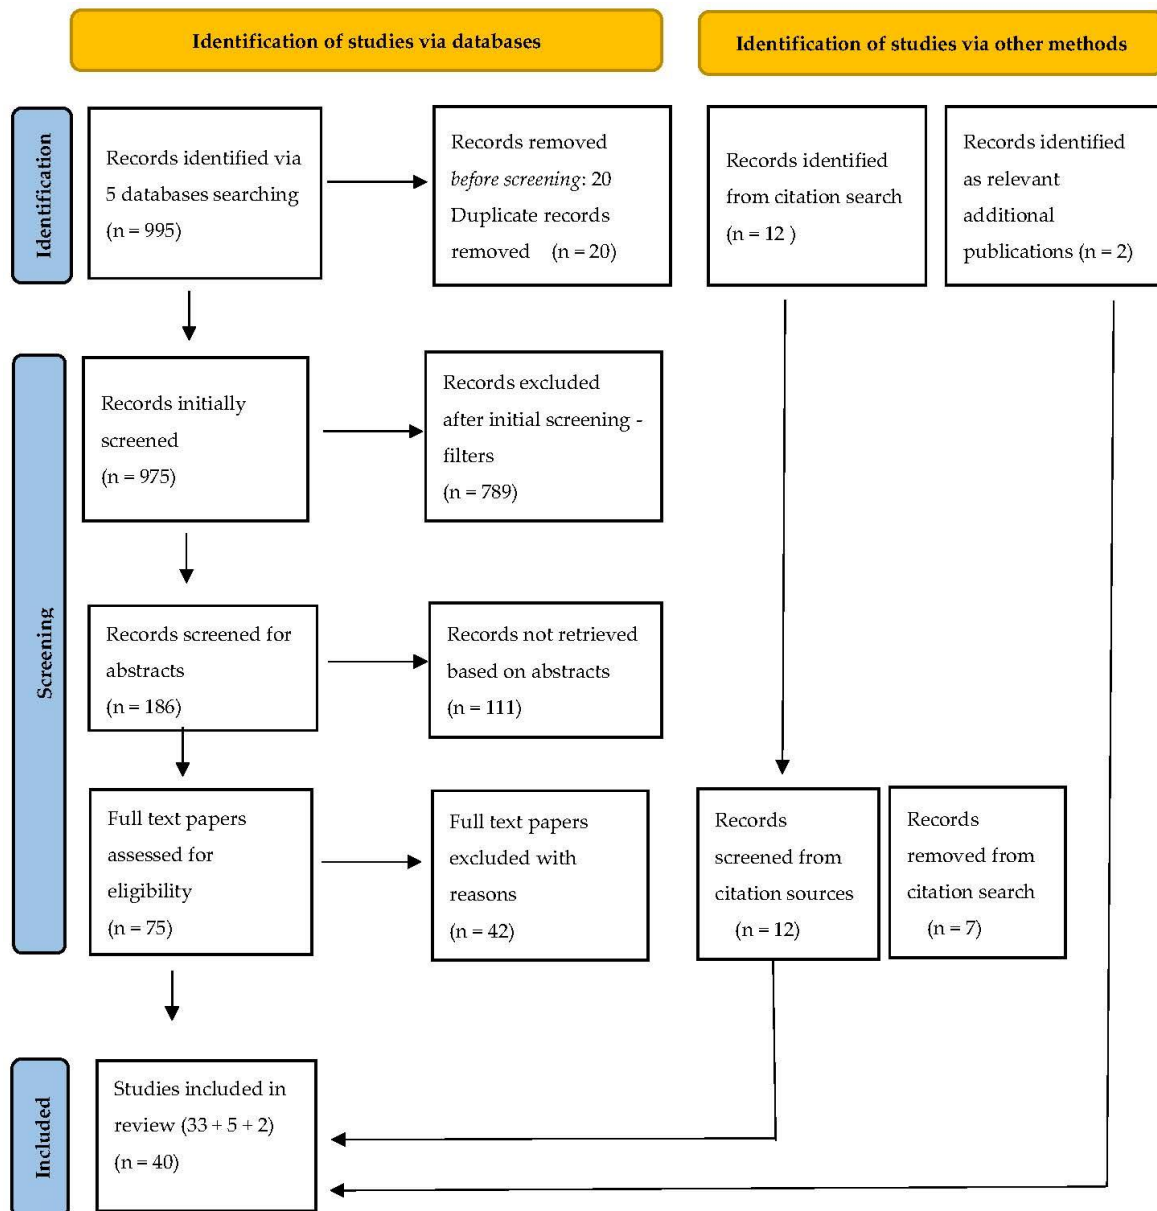 Identification of studies via databases
Identification of studies via other methods
Identification
Records identified via
5 databases searching
(n = 995)
Records removed
before screening: 20
Duplicate records
removed (n = 20)
Records identified
from citation search
(n = 12 )
Records identified
as relevant
additional
publications (n = 2)
Screening
Records initially
screened
(n = 975)
Records excluded
after initial screening -
filters
(n = 789)
Records screened for
abstracts
(n = 186)
Records not retrieved
based on abstracts
(n = 111)
Full text papers
assessed for
eligibility
(n = 75)
Full text papers
excluded with
reasons
(n = 42)
Records
screened from
citation sources
(n = 12)
Records
removed from
citation search
(n = 7)
Included
Studies included in
review (33 + 5 + 2)
(n = 40)